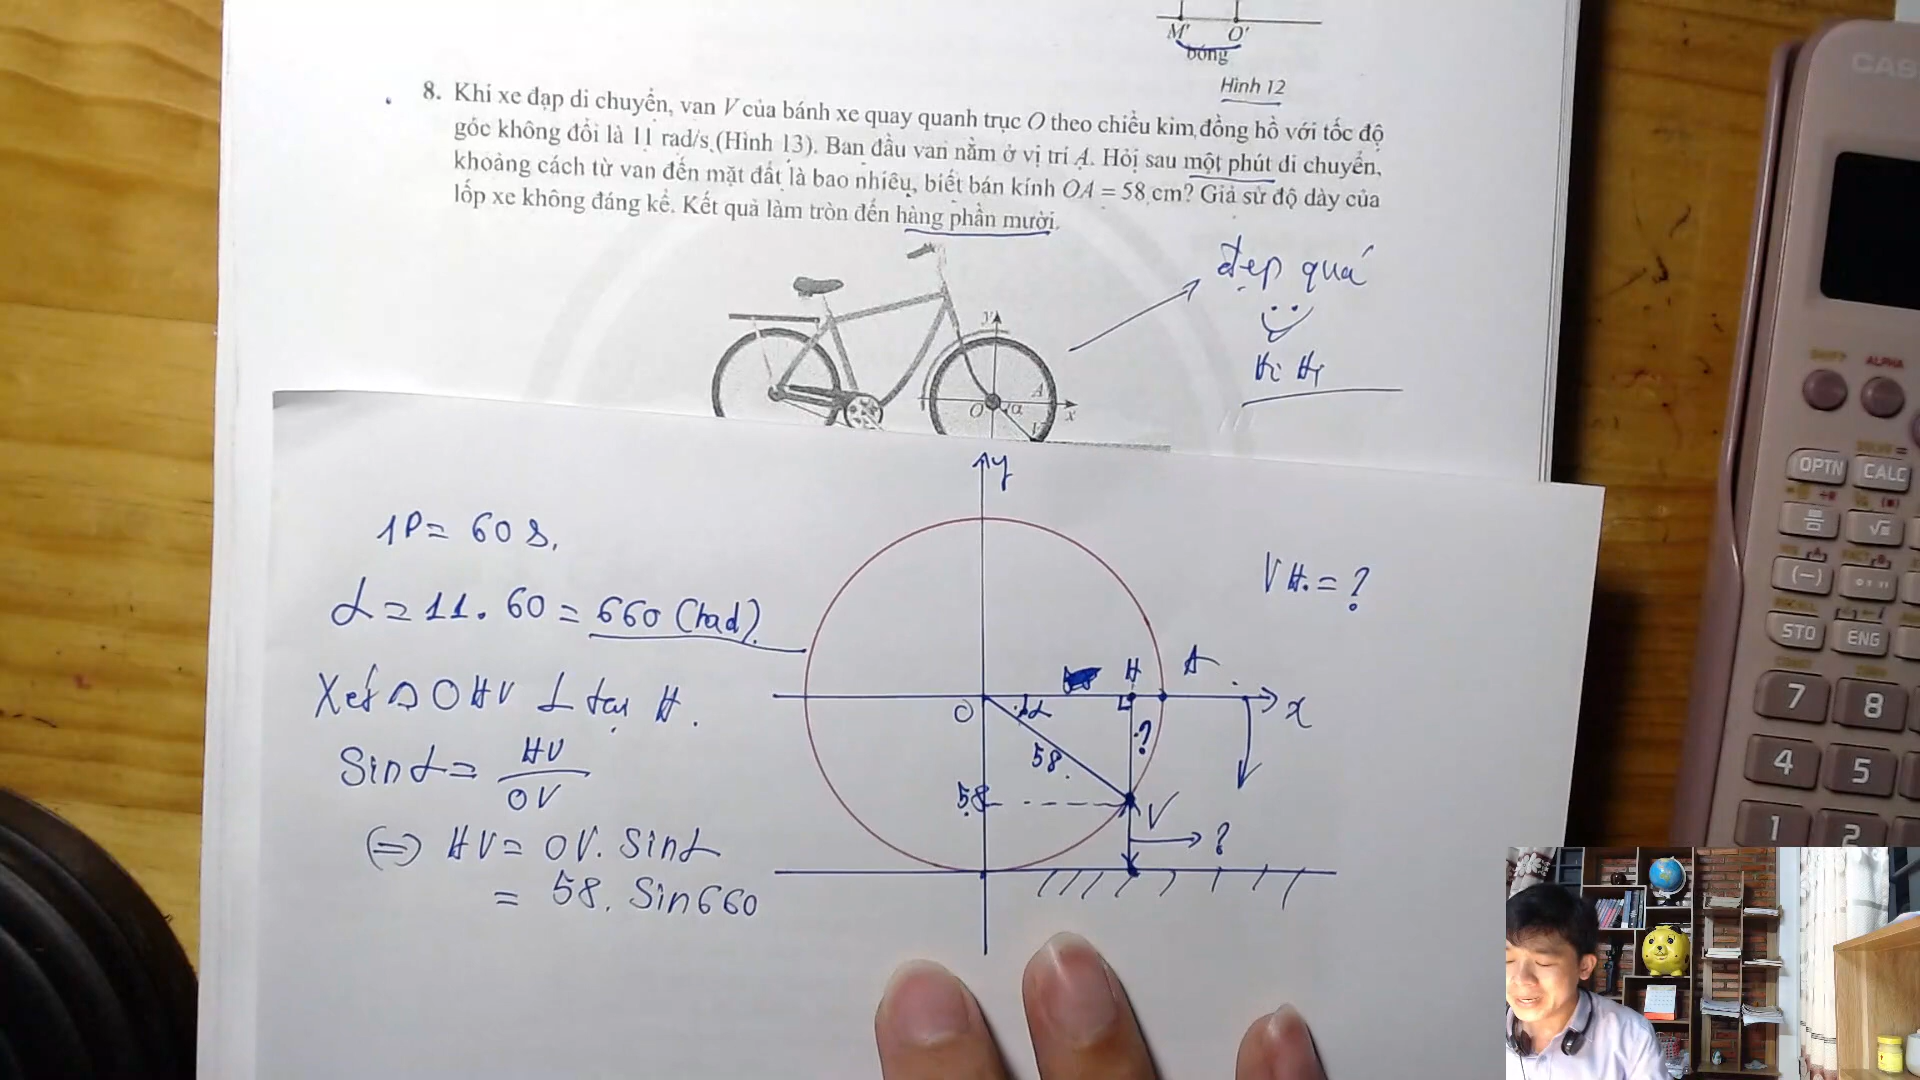 M' O'
bóng
Hình 12
8. Khi xe đạp di chuyển, van V của bánh xe quay quanh trục O theo chiều kim đồng hồ với tốc độ
góc không đổi là 11 rad/s (Hình 13). Ban đầu van nằm ở vị trí A. Hỏi sau một phút di chuyển,
khoảng cách từ van đến mặt đất là bao nhiêu, biết bán kính OA = 58 cm? Giả sử độ dày của
lốp xe không đáng kể. Kết quả làm tròn đến hàng phần mười.
đẹp quá
Hi Hi
y
A
O α x
V
y
1P = 60 s.
VH = ?
α = 11 . 60 = 660 (rad)
Xét Δ OHV ⊥ tại H.
H A
O α x
?
58
Sin α = HV / OV
58
V
?
⇔ HV = OV. Sin α
= 58. Sin 660
CAS
SHIFT ALPHA
OPTN CALC
(−) ° ' "
STO ENG
7 8
4 5
1 2